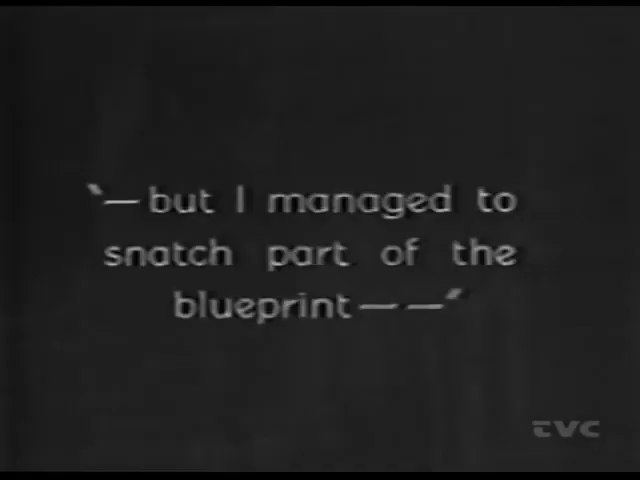 "—but I managed to
snatch part of the
blueprint— —"
TVC